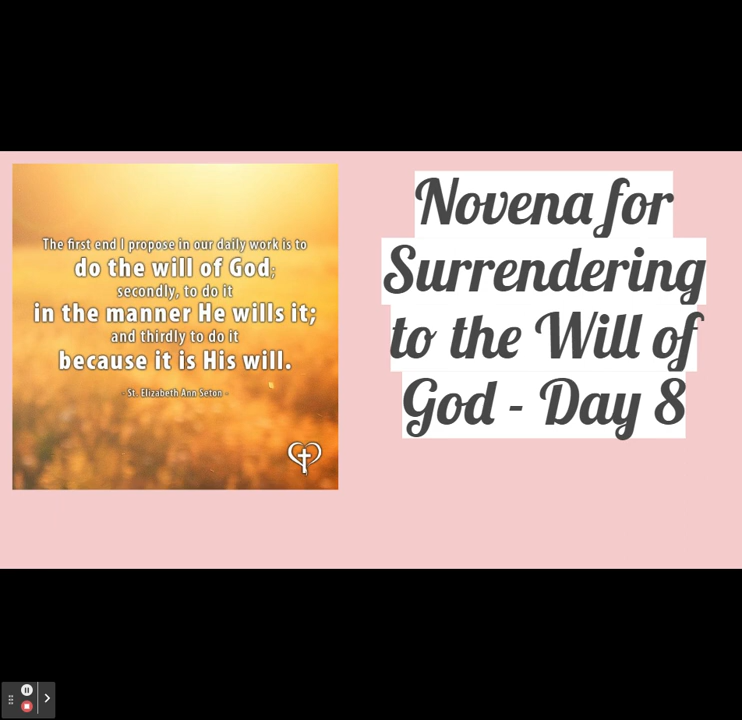 The first end I propose in our daily work is to
do the will of God;
secondly, to do it
in the manner He wills it;
and thirdly to do it
because it is His will.
- St. Elizabeth Ann Seton -
Novena for
Surrendering
to the Will of
God - Day 8